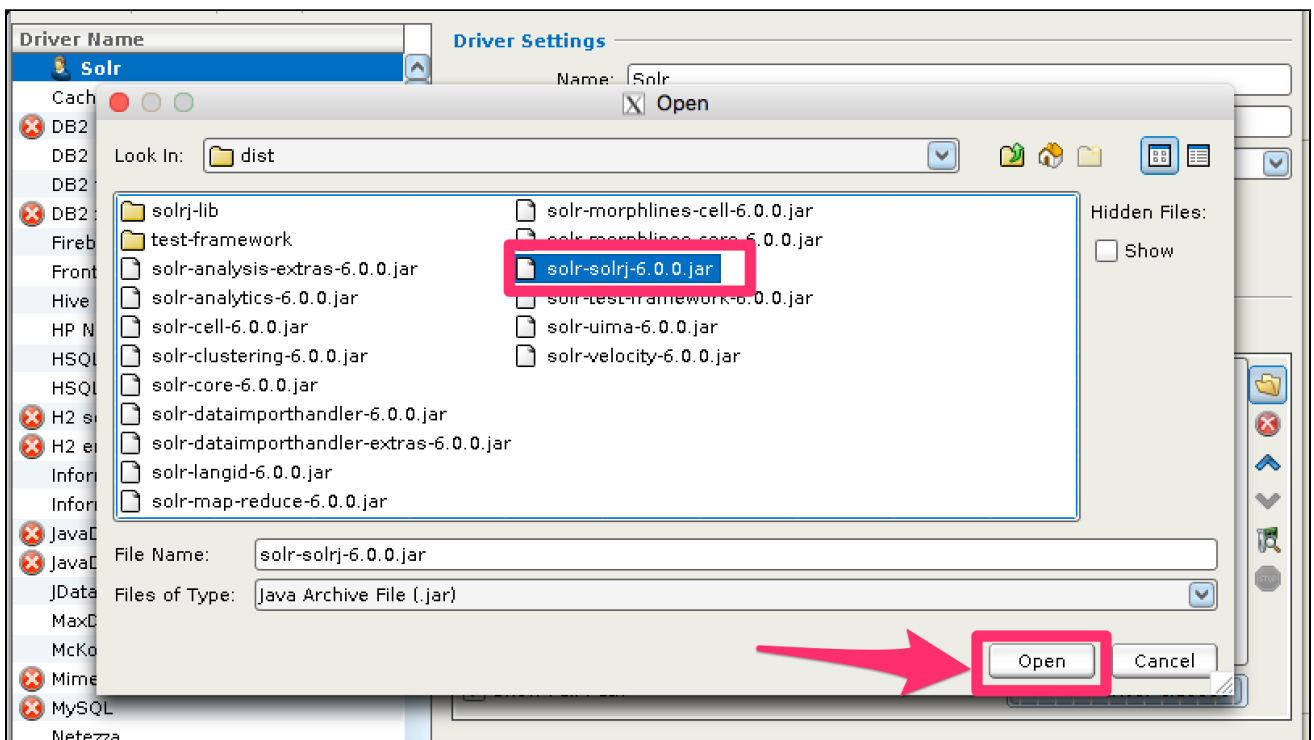 Driver Name
Driver Settings
Solr
Name: Solr
Cach
Open
DB2
DB2
Look In: dist
DB2
DB2
solrj-lib
solr-morphlines-cell-6.0.0.jar
Hidden Files:
Fireb
test-framework
solr-morphlines-core-6.0.0.jar
Show
Front
solr-analysis-extras-6.0.0.jar
solr-solrj-6.0.0.jar
Hive
solr-analytics-6.0.0.jar
solr-test-framework-6.0.0.jar
HP N
solr-cell-6.0.0.jar
solr-uima-6.0.0.jar
HSQL
solr-clustering-6.0.0.jar
solr-velocity-6.0.0.jar
HSQL
solr-core-6.0.0.jar
H2 se
solr-dataimporthandler-6.0.0.jar
H2 e
solr-dataimporthandler-extras-6.0.0.jar
Infor
solr-langid-6.0.0.jar
Infor
solr-map-reduce-6.0.0.jar
JavaD
File Name: solr-solrj-6.0.0.jar
JavaD
JData
Files of Type: Java Archive File (.jar)
STOP
MaxD
McKo
Open
Cancel
Mime
MySQL
Netezza